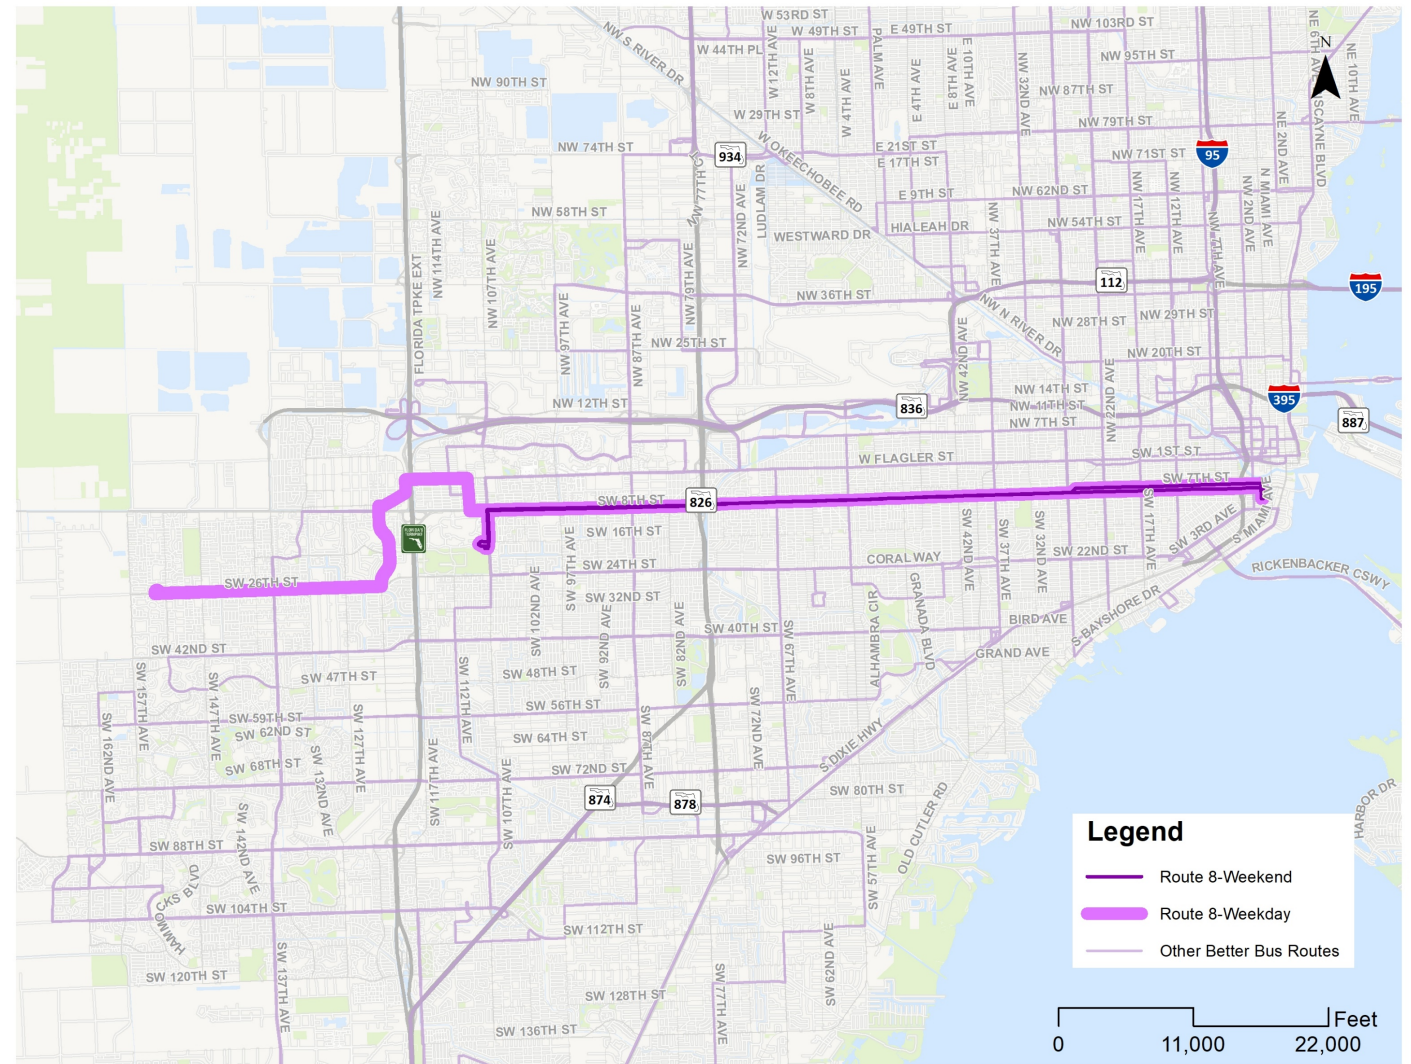 W 53RD ST
W 49TH ST
E 49TH ST
NW 103RD ST
NE 6TH AVE
N
NW S RIVER DR
W 44TH PL
W 12TH AVE
W 8TH AVE
PALM AVE
E 10TH AVE
NW 95TH ST
NE 10TH AVE
NW 90TH ST
W 4TH AVE
E 4TH AVE
E 8TH AVE
NW 32ND AVE
NW 87TH ST
BISCAYNE BLVD
W 29TH ST
NW 79TH ST
NE 2ND AVE
NW 74TH ST
934
W OKEECHOBEE RD
E 21ST ST
E 17TH ST
NW 71ST ST
95
NW 77TH CT
NW 72ND AVE
LUDLAM DR
E 9TH ST
NW 62ND ST
NW 17TH AVE
NW 12TH AVE
NW 7TH AVE
NW 2ND AVE
N MIAMI AVE
NW 58TH ST
WESTWARD DR
HIALEAH DR
NW 37TH AVE
NW 54TH ST
NW 114TH AVE
NW 107TH AVE
FLORIDA TPKE EXT
NW 79TH AVE
NW 36TH ST
112
195
NW 97TH AVE
NW 87TH AVE
NW 25TH ST
NW 42ND AVE
NW N RIVER DR
NW 28TH ST
NW 29TH ST
NW 20TH ST
NW 22ND AVE
NW 12TH ST
836
NW 14TH ST
NW 11TH ST
NW 7TH ST
395
887
W FLAGLER ST
SW 1ST ST
SW 7TH ST
SW 8TH ST
826
SW 16TH ST
SW 97TH AVE
SW 42ND AVE
SW 37TH AVE
SW 32ND AVE
SW 17TH AVE
SW 3RD AVE
S MIAMI AVE
SW 26TH ST
SW 24TH ST
CORAL WAY
SW 22ND ST
RICKENBACKER CSWY
SW 102ND AVE
SW 32ND ST
SW 92ND AVE
SW 82ND AVE
SW 67TH AVE
ALHAMBRA CIR
GRANADA BLVD
BIRD AVE
S BAYSHORE DR
SW 42ND ST
SW 40TH ST
GRAND AVE
SW 157TH AVE
SW 147TH AVE
SW 47TH ST
SW 112TH AVE
SW 48TH ST
SW 162ND AVE
SW 59TH ST
SW 62ND ST
SW 127TH AVE
SW 56TH ST
SW 87TH AVE
SW 72ND AVE
SW 64TH ST
S DIXIE HWY
SW 68TH ST
SW 132ND AVE
SW 117TH AVE
SW 107TH AVE
SW 72ND ST
874
878
SW 80TH ST
OLD CUTLER RD
HARBOR DR
SW 142ND AVE
SW 88TH ST
SW 96TH ST
SW 57TH AVE
HAMMOCKS BLVD
SW 104TH ST
SW 112TH ST
SW 120TH ST
SW 137TH AVE
SW 128TH ST
SW 77TH AVE
SW 62ND AVE
SW 136TH ST
Legend
Route 8-Weekend
Route 8-Weekday
Other Better Bus Routes
Feet
0 11,000 22,000